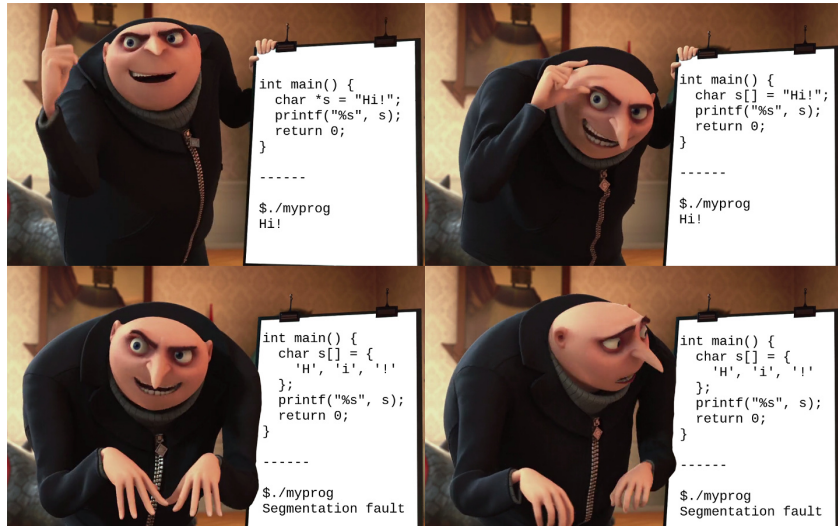 int main() {
  char *s = "Hi!";
  printf("%s", s);
  return 0;
}
------
$./myprog
Hi!
int main() {
  char s[] = "Hi!";
  printf("%s", s);
  return 0;
}
------
$./myprog
Hi!
int main() {
  char s[] = {
    'H', 'i', '!'
  };
  printf("%s", s);
  return 0;
}
------
$./myprog
Segmentation fault
int main() {
  char s[] = {
    'H', 'i', '!'
  };
  printf("%s", s);
  return 0;
}
------
$./myprog
Segmentation fault